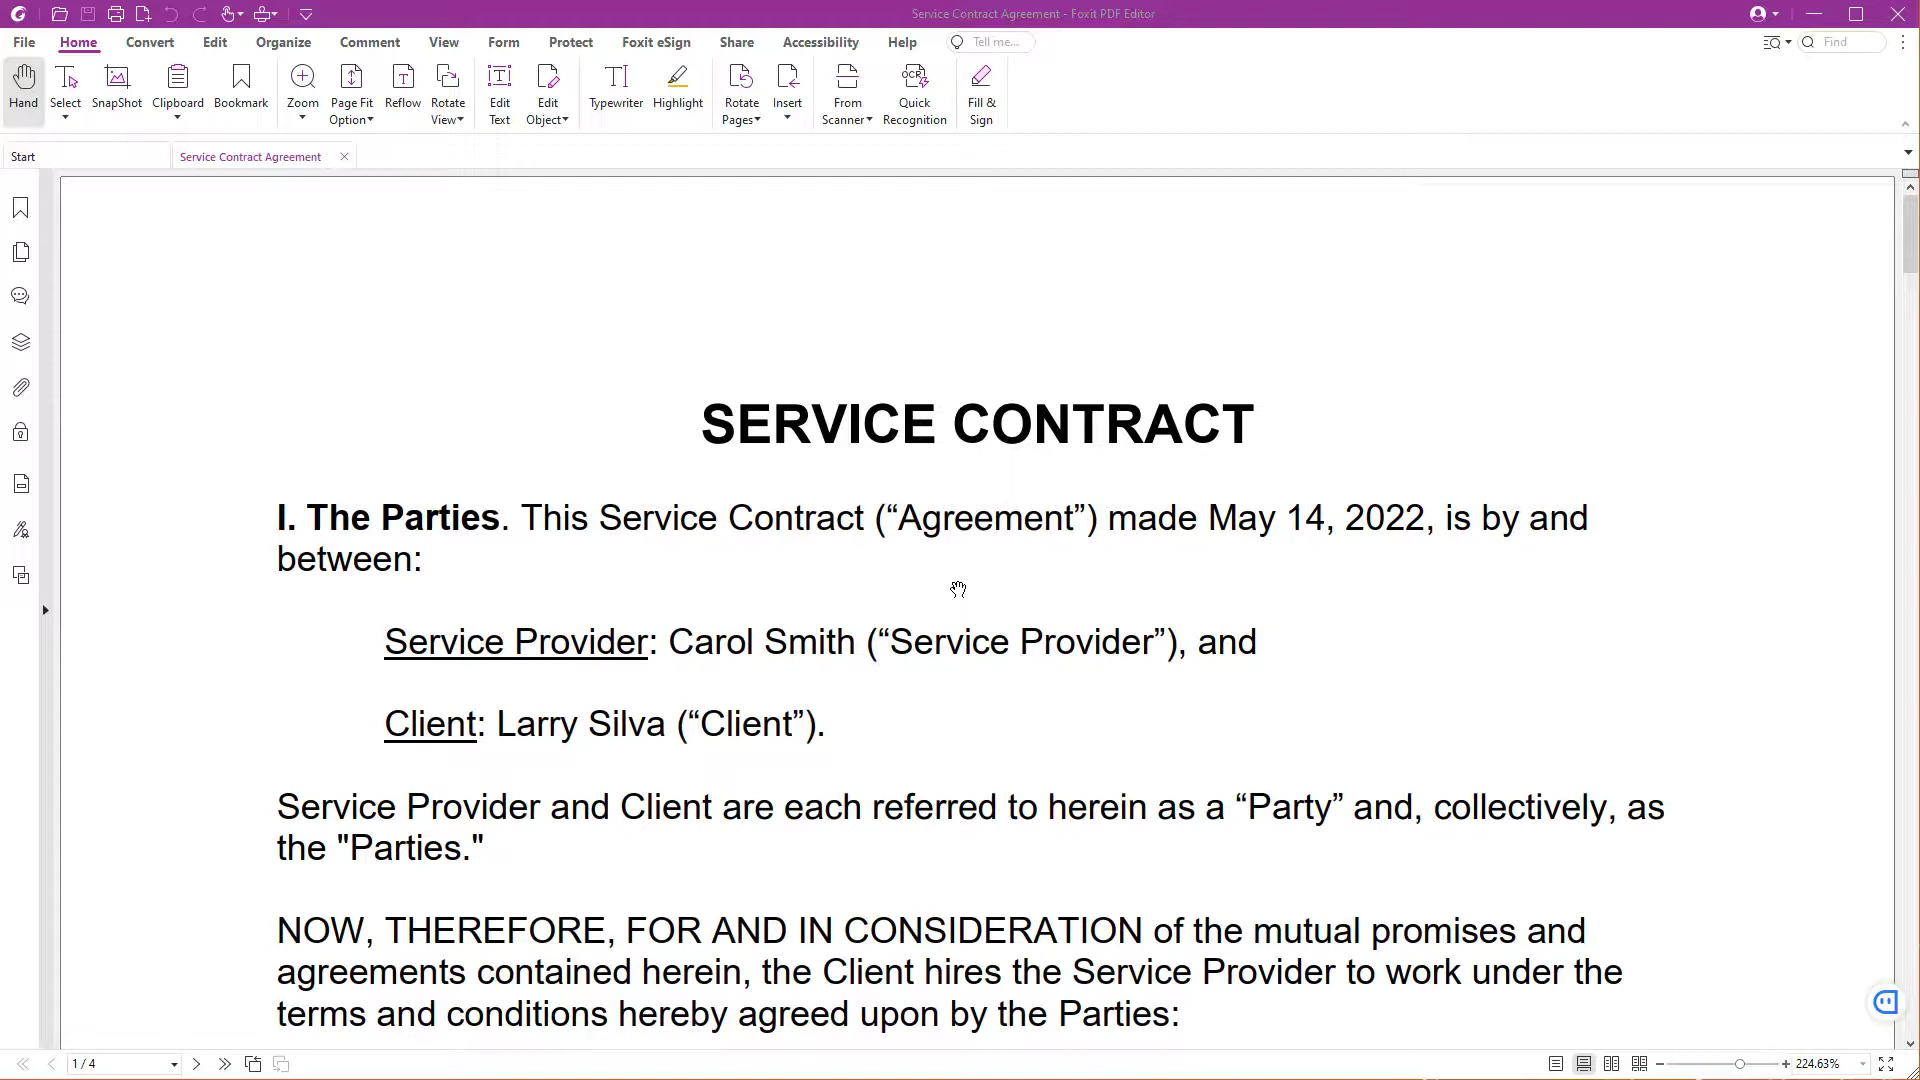 Service Contract Agreement - Foxit PDF Editor
File Home Convert Edit Organize Comment View Form Protect Foxit eSign Share Accessibility Help Tell me... Find
Hand Select SnapShot Clipboard Bookmark Zoom Page Fit Option Reflow Rotate View Edit Text Edit Object Typewriter Highlight Rotate Pages Insert From Scanner OCR Quick Recognition Fill & Sign
Start Service Contract Agreement
SERVICE CONTRACT
I. The Parties. This Service Contract (“Agreement”) made May 14, 2022, is by and
between:
Service Provider: Carol Smith (“Service Provider”), and
Client: Larry Silva (“Client”).
Service Provider and Client are each referred to herein as a “Party” and, collectively, as
the "Parties."
NOW, THEREFORE, FOR AND IN CONSIDERATION of the mutual promises and
agreements contained herein, the Client hires the Service Provider to work under the
terms and conditions hereby agreed upon by the Parties:
1 / 4 224.63%